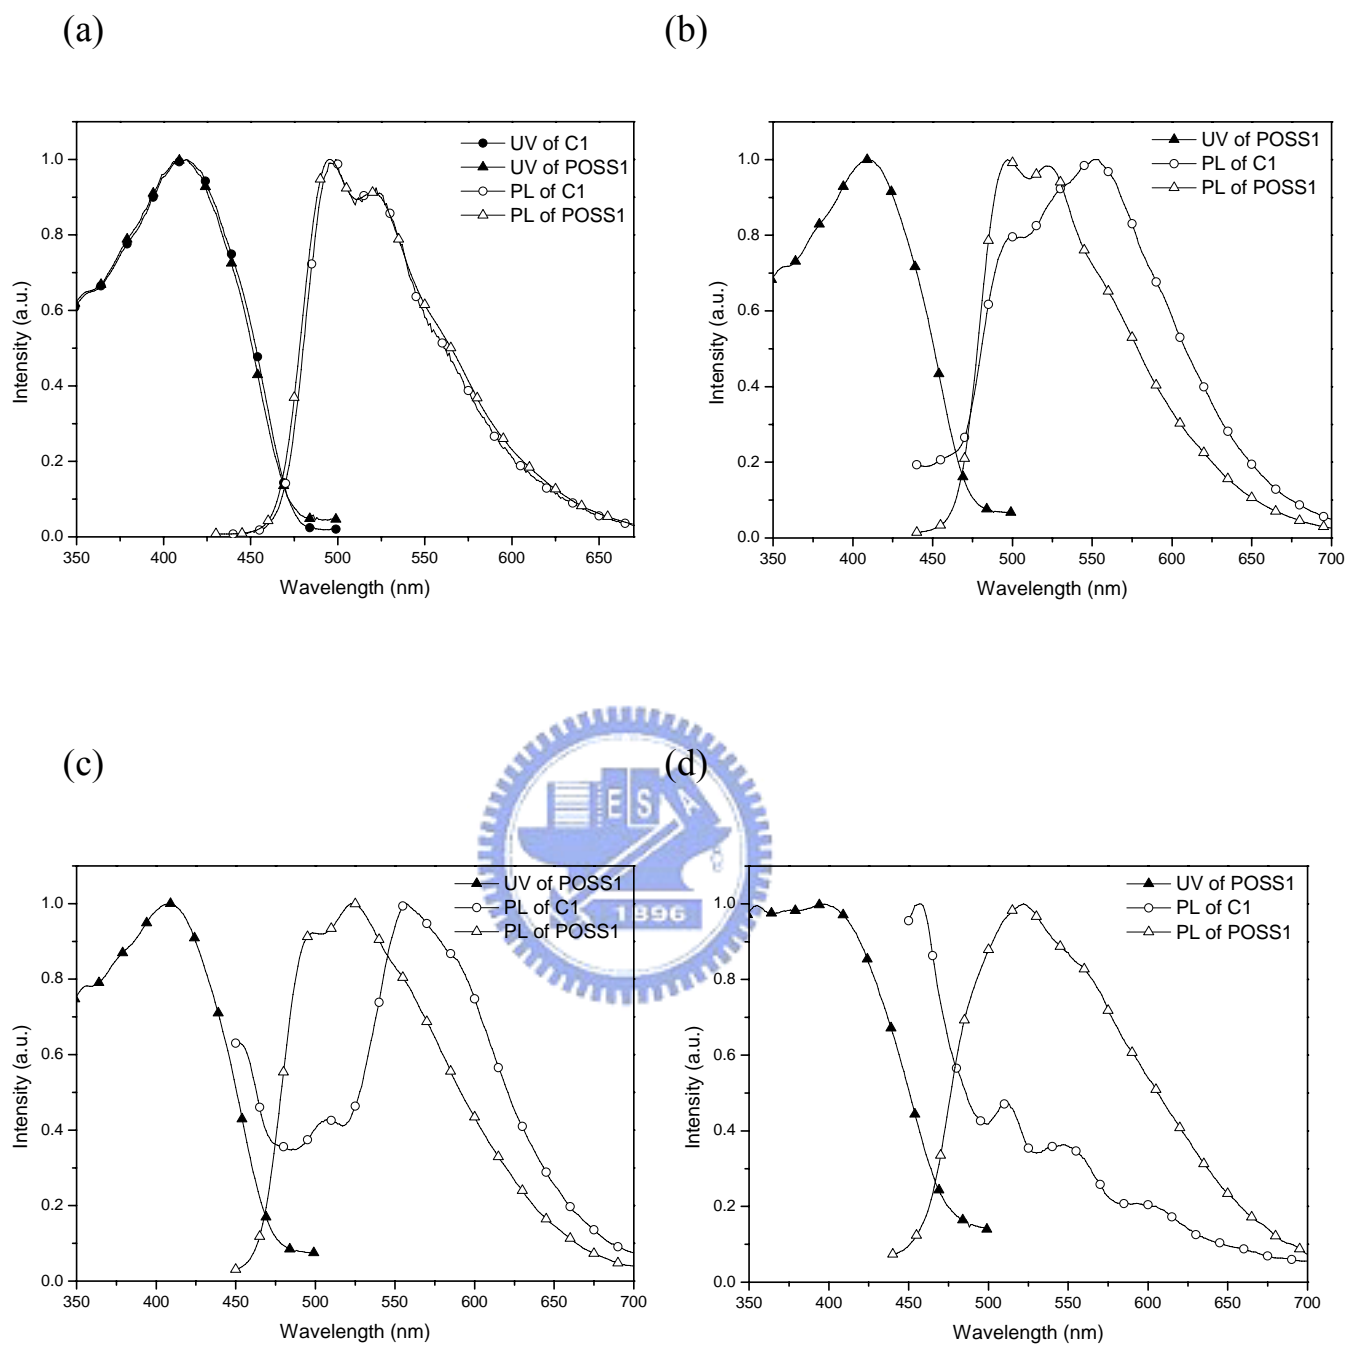 (a)
UV of C1
UV of POSS1
PL of C1
PL of POSS1
Intensity (a.u.)
1.0
0.8
0.6
0.4
0.2
0.0
350 400 450 500 550 600 650
Wavelength (nm)
(b)
UV of POSS1
PL of C1
PL of POSS1
Intensity (a.u.)
1.0
0.8
0.6
0.4
0.2
0.0
350 400 450 500 550 600 650 700
Wavelength (nm)
(c)
UV of POSS1
PL of C1
PL of POSS1
Intensity (a.u.)
1.0
0.8
0.6
0.4
0.2
0.0
350 400 450 500 550 600 650 700
Wavelength (nm)
E S A
1896
(d)
UV of POSS1
PL of C1
PL of POSS1
Intensity (a.u.)
1.0
0.8
0.6
0.4
0.2
0.0
350 400 450 500 550 600 650 700
Wavelength (nm)